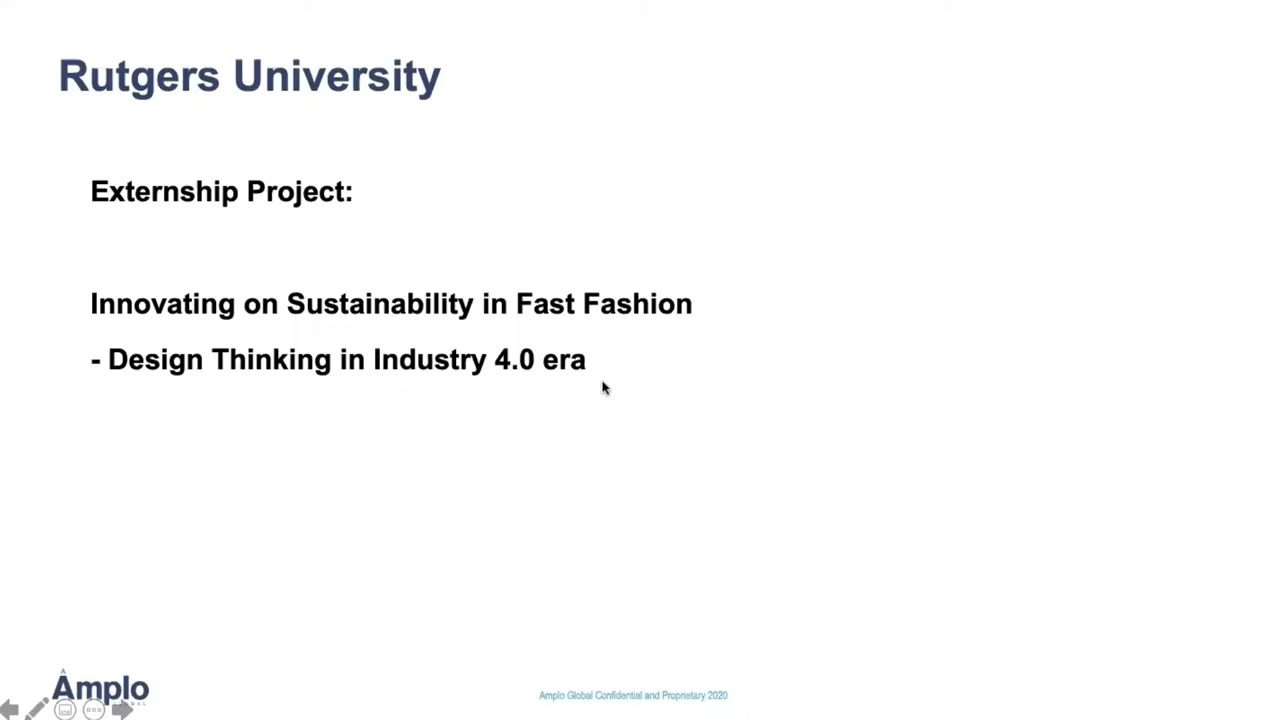 Rutgers University
Externship Project:
Innovating on Sustainability in Fast Fashion
- Design Thinking in Industry 4.0 era
Amplo
Amplo Global Confidential and Proprietary 2020